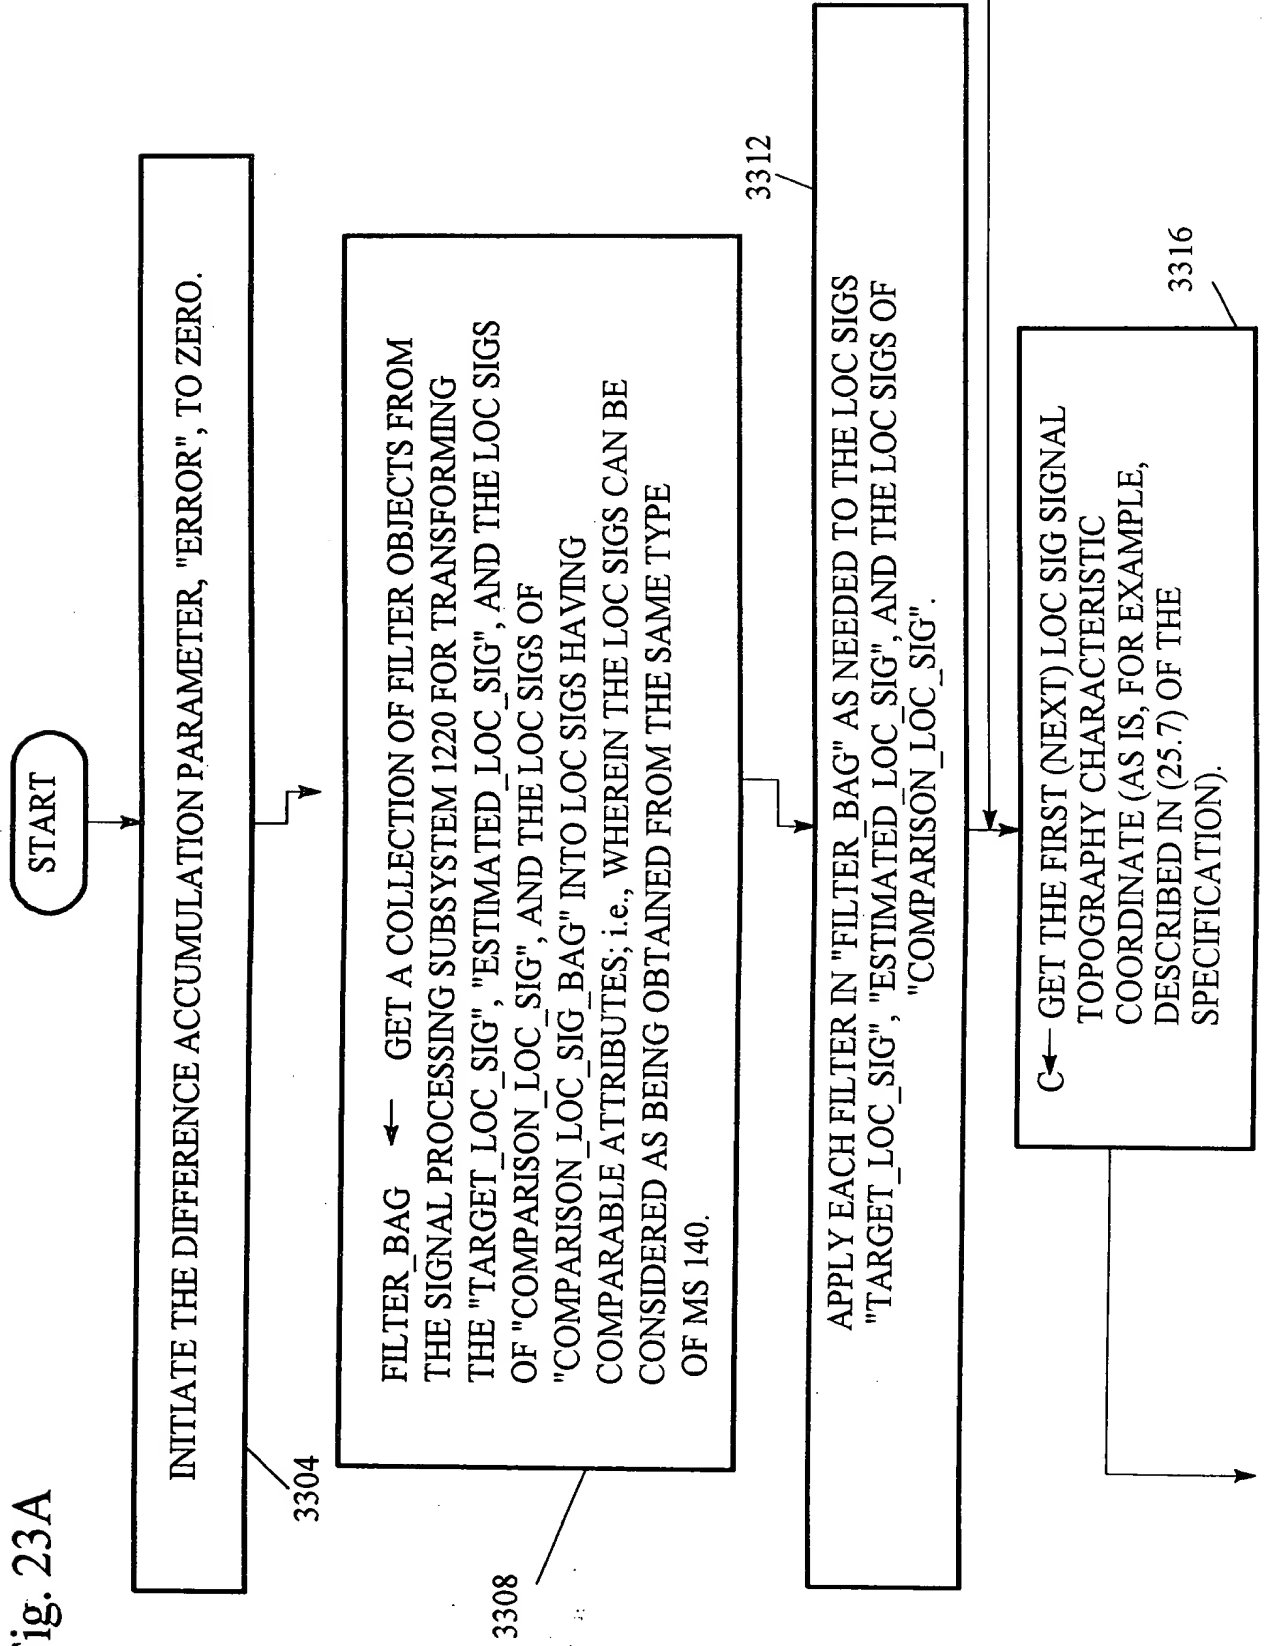 Fig. 23A
START
INITIATE THE DIFFERENCE ACCUMULATION PARAMETER, "ERROR", TO ZERO.
3304
FILTER_BAG ← GET A COLLECTION OF FILTER OBJECTS FROM
THE SIGNAL PROCESSING SUBSYSTEM 1220 FOR TRANSFORMING
THE "TARGET_LOC_SIG", "ESTIMATED_LOC_SIG", AND THE LOC SIGS
OF "COMPARISON_LOC_SIG", AND THE LOC SIGS OF
"COMPARISON_LOC_SIG_BAG" INTO LOC SIGS HAVING
COMPARABLE ATTRIBUTES; i.e., WHEREIN THE LOC SIGS CAN BE
CONSIDERED AS BEING OBTAINED FROM THE SAME TYPE
OF MS 140.
3308
3312
APPLY EACH FILTER IN "FILTER_BAG" AS NEEDED TO THE LOC SIGS
"TARGET_LOC_SIG", "ESTIMATED_LOC_SIG", AND THE LOC SIGS OF
"COMPARISON_LOC_SIG".
3316
C ← GET THE FIRST (NEXT) LOC SIG SIGNAL
TOPOGRAPHY CHARACTERISTIC
COORDINATE (AS IS, FOR EXAMPLE,
DESCRIBED IN (25.7) OF THE
SPECIFICATION).